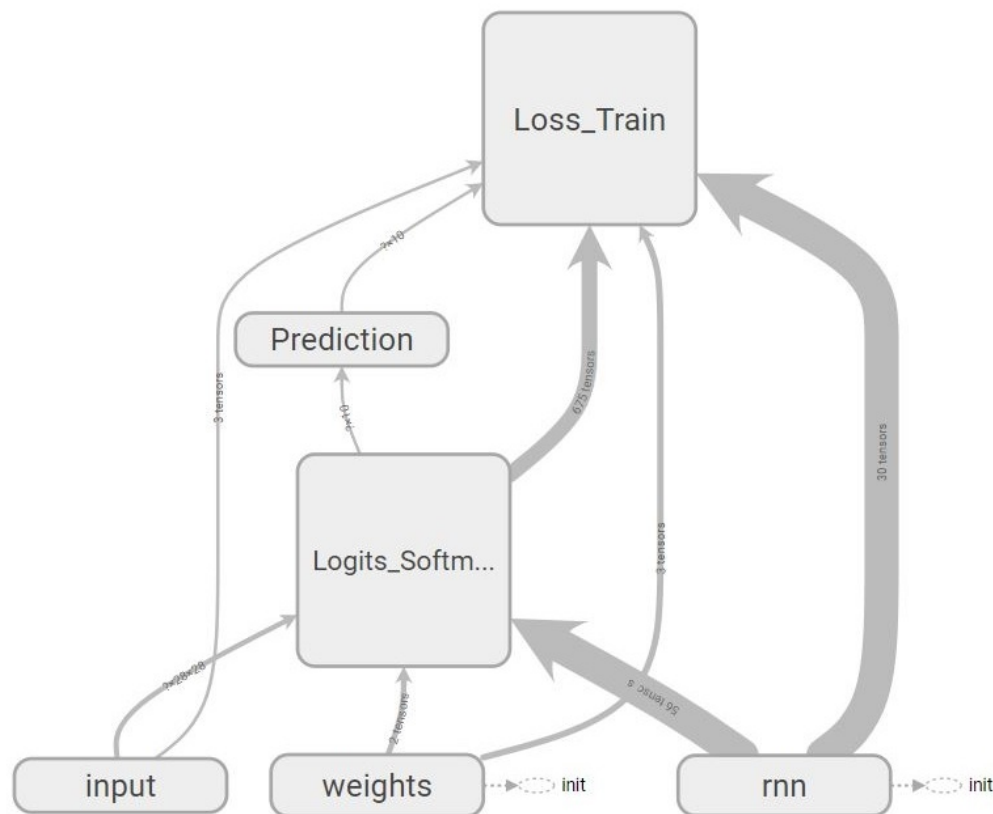 Loss_Train
?×10
Prediction
3 tensors
675 tensors
?×10
30 tensors
Logits_Softm...
3 tensors
?×28×28
56 tensors
2 tensors
input
weights
init
rnn
init